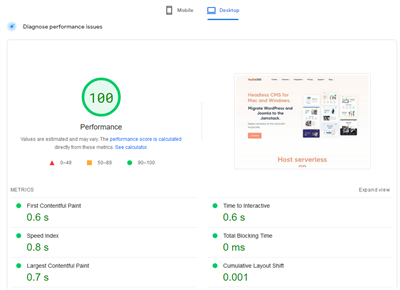 Mobile
Desktop
Diagnose performance issues
100
Performance
Values are estimated and may vary. The performance score is calculated
directly from these metrics. See calculator.
0–49
50–89
90–100
Headless CMS for
Mac and Windows.
Migrate WordPress and
Joomla to the
Jamstack.
Host serverless
METRICS
Expand view
First Contentful Paint
0.6 s
Time to Interactive
0.6 s
Speed Index
0.8 s
Total Blocking Time
0 ms
Largest Contentful Paint
0.7 s
Cumulative Layout Shift
0.001